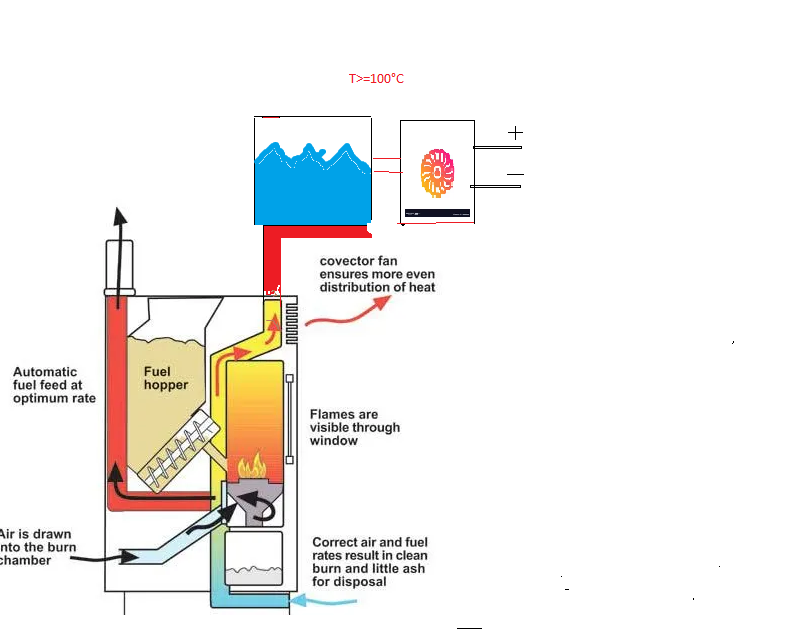 T>=100°C
+
—
covector fan
ensures more even
distribution of heat
Automatic
fuel feed at
optimum rate
Fuel
hopper
Flames are
visible through
window
Air is drawn
into the burn
chamber
Correct air and fuel
rates result in clean
burn and little ash
for disposal